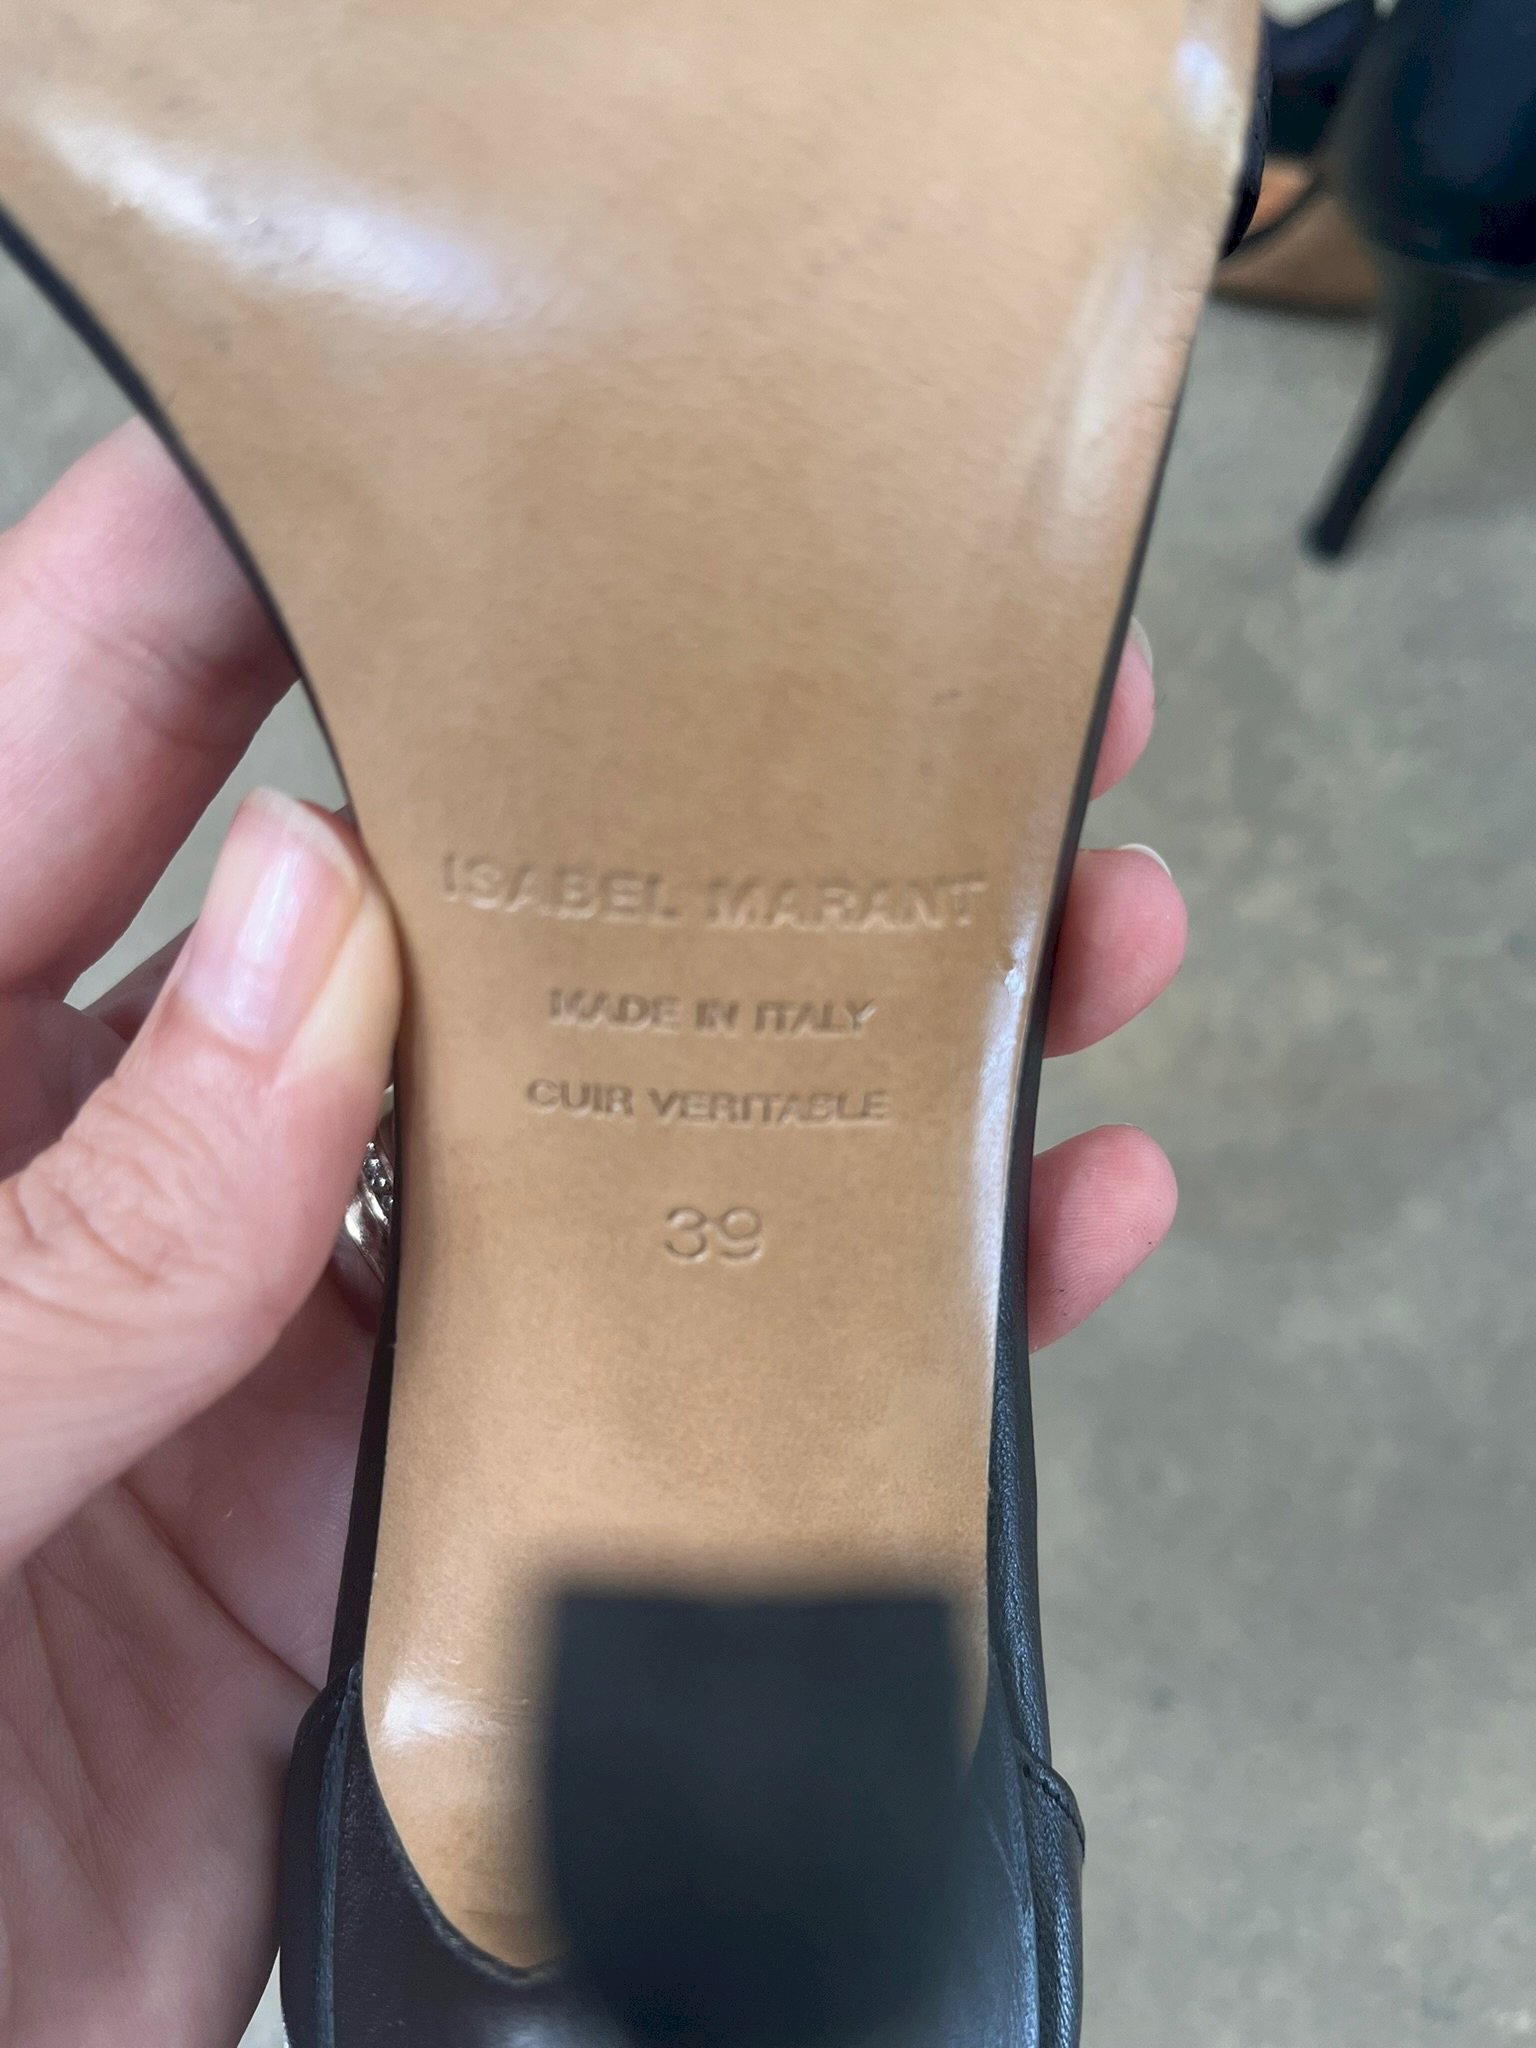 ISABEL MARANT
MADE IN ITALY
CUIR VERITABLE
39